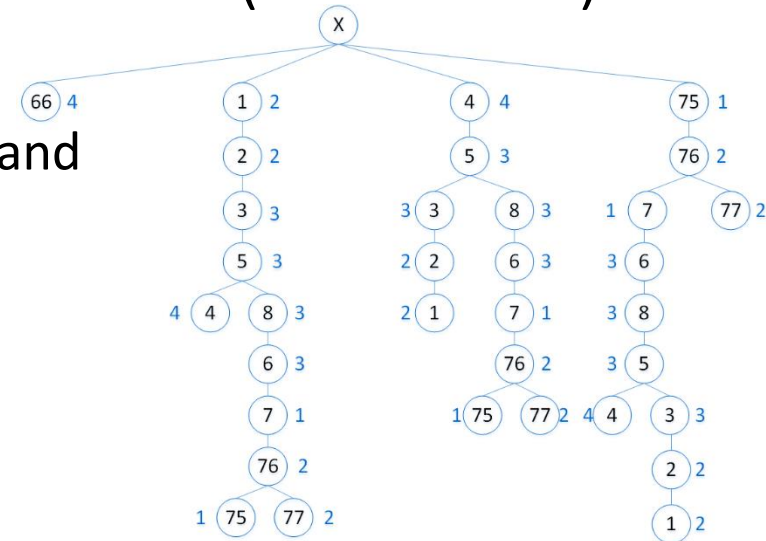 X
66 4 1 2 4 4 75 1
and
2 2 5 3 76 2
3 3 3 3 8 3 1 7 77 2
5 3 2 2 6 3 3 6
4 4 8 3 2 1 7 1 3 8
6 3 76 2 3 5
7 1 1 75 77 2 4 4 3 3
76 2 2 2
1 75 77 2 1 2